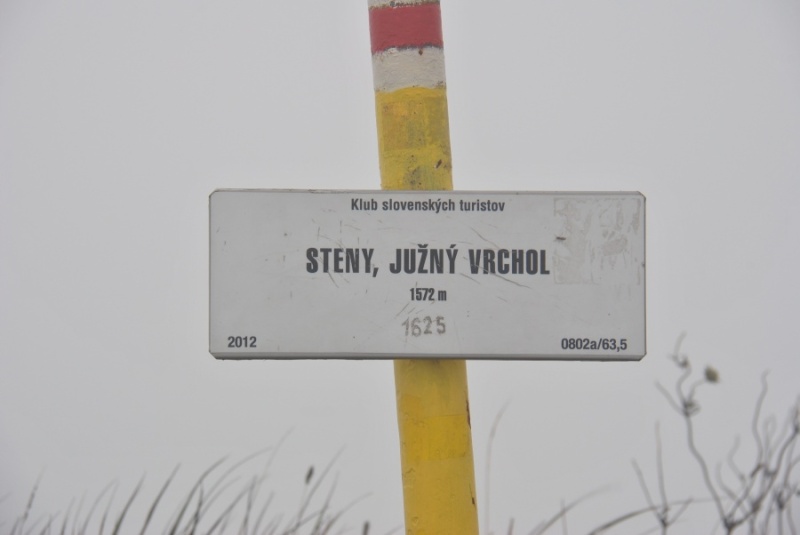 Klub slovenských turistov
STENY, JUŽNÝ VRCHOL
1572 m
1625
2012 0802a/63,5